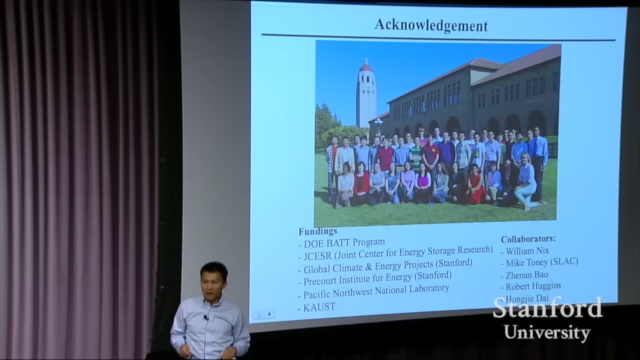 Acknowledgement
Fundings
- DOE BATT Program
- JCESR (Joint Center for Energy Storage Research)
- Global Climate & Energy Projects (Stanford)
- Precourt Institute for Energy (Stanford)
- Pacific Northwest National Laboratory
- KAUST
Collaborators:
- William Nix
- Mike Toney (SLAC)
- Zhenan Bao
- Robert Huggins
- Hongjie Dai
Stanford
University